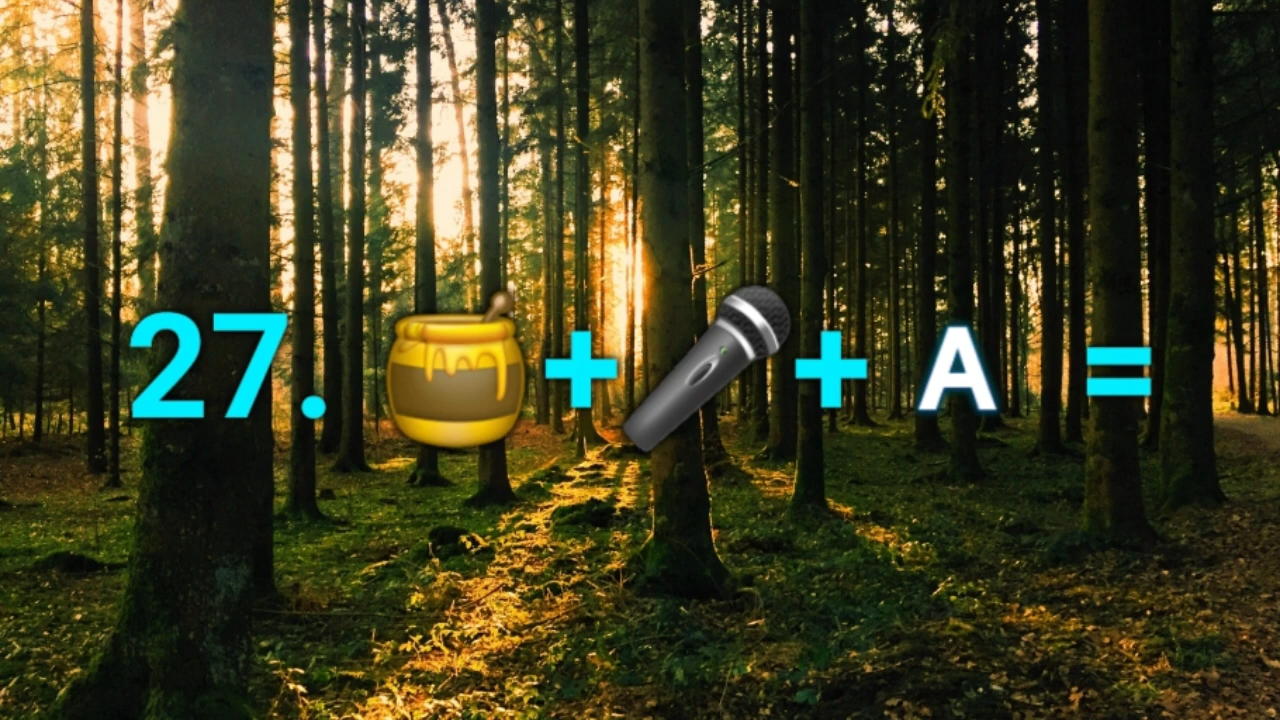 27. 🍯 + 🎤 + A =